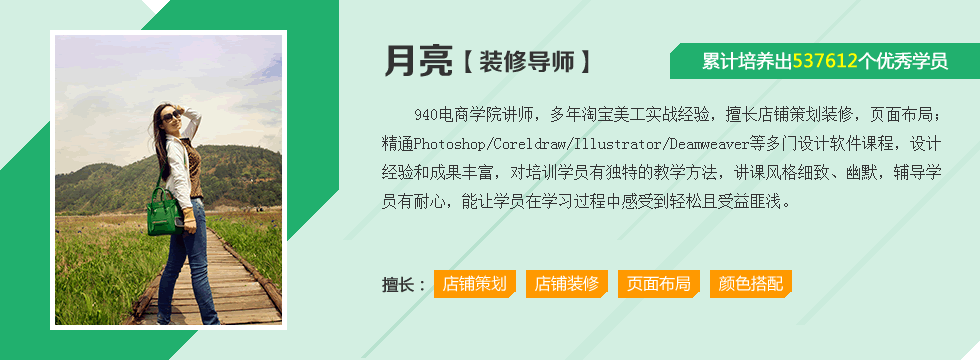 月亮【装修导师】
累计培养出537612个优秀学员
940电商学院讲师，多年淘宝美工实战经验，擅长店铺策划装修，页面布局；
精通Photoshop/Coreldraw/Illustrator/Deamweaver等多门设计软件课程，设计
经验和成果丰富，对培训学员有独特的教学方法，讲课风格细致、幽默，辅导学
员有耐心，能让学员在学习过程中感受到轻松且受益匪浅。
擅长： 店铺策划 店铺装修 页面布局 颜色搭配